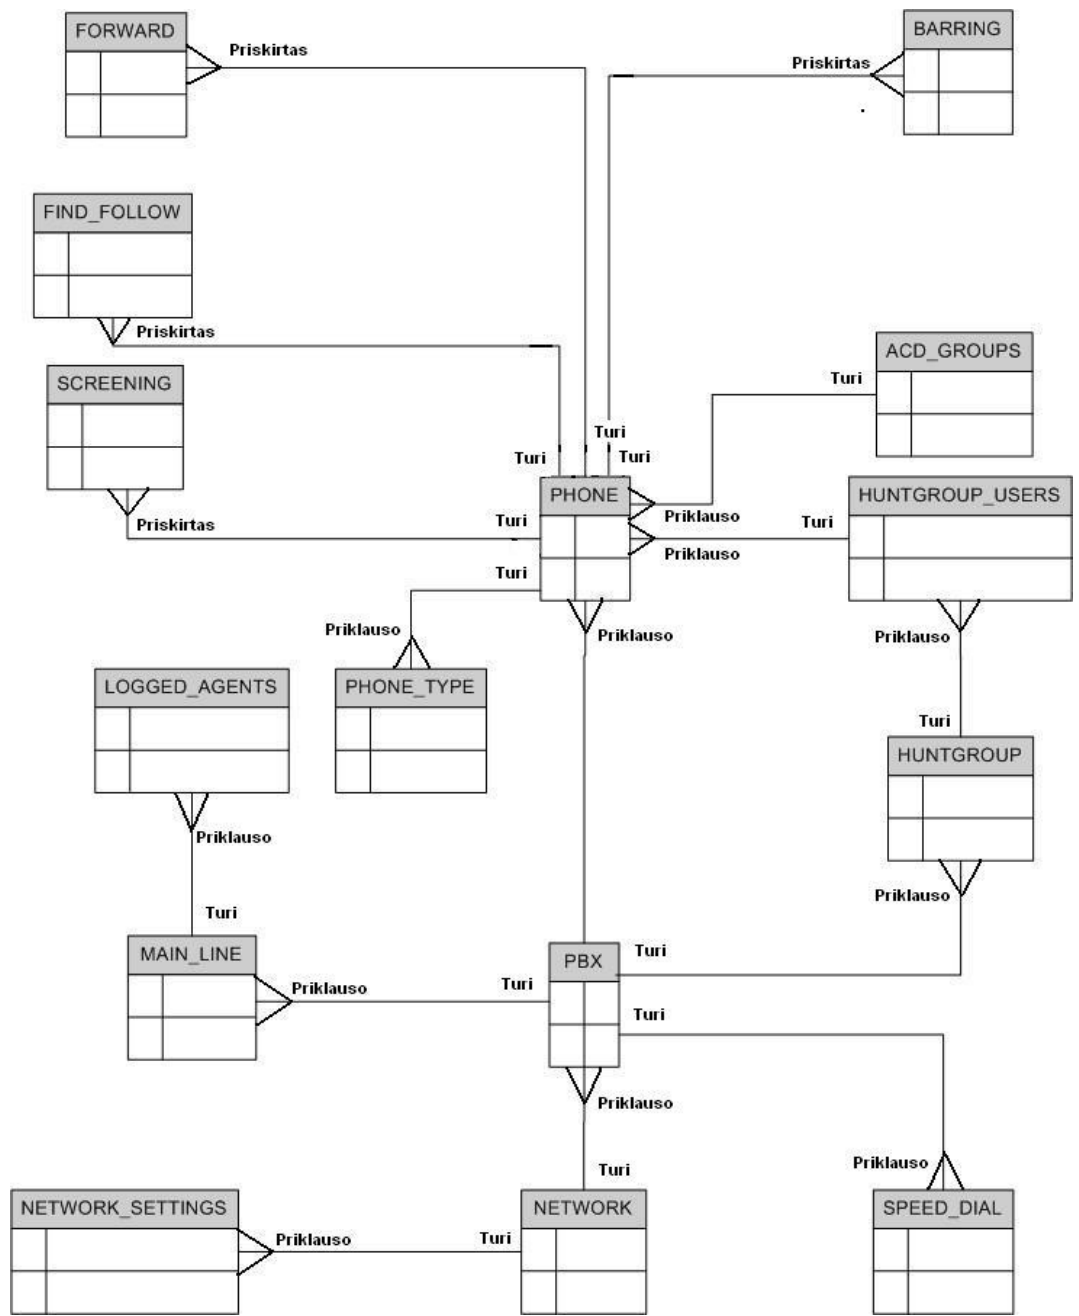 FORWARD
Priskirtas
BARRING
Priskirtas
FIND_FOLLOW
Priskirtas
SCREENING
Priskirtas
ACD_GROUPS
Turi
Turi
Turi
Turi
PHONE
Priklauso
HUNTGROUP_USERS
Turi
Turi
Priklauso
Turi
Priklauso
Priklauso
Priklauso
LOGGED_AGENTS
PHONE_TYPE
Turi
HUNTGROUP
Priklauso
Priklauso
Turi
MAIN_LINE
PBX
Turi
Priklauso
Turi
Turi
Priklauso
Priklauso
Turi
NETWORK_SETTINGS
NETWORK
SPEED_DIAL
Priklauso
Turi